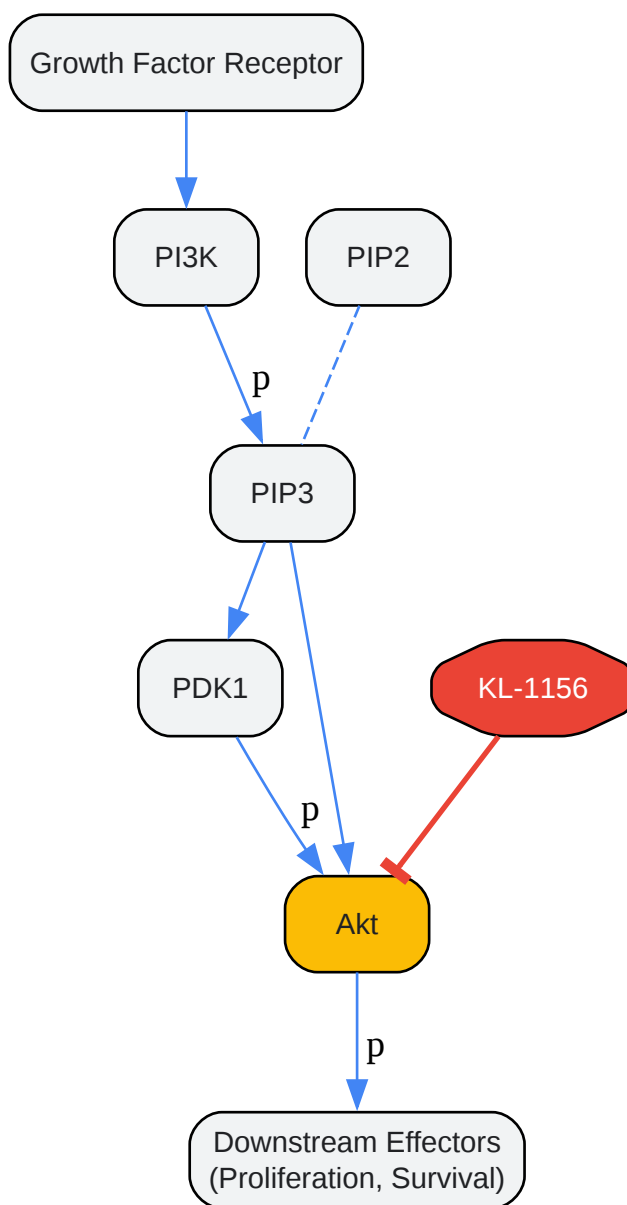 Growth Factor Receptor
PI3K
PIP2
p
PIP3
PDK1
KL-1156
p
Akt
p
Downstream Effectors
(Proliferation, Survival)